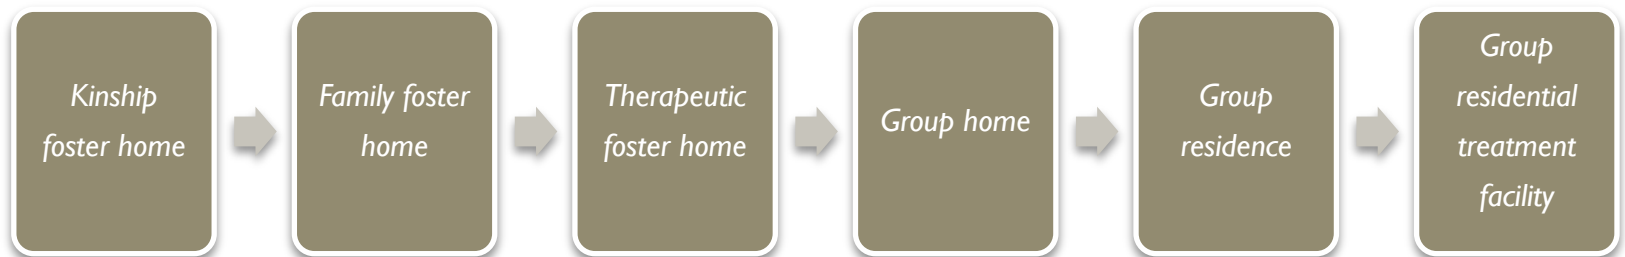 Kinship
foster home
Family foster
home
Therapeutic
foster home
Group home
Group
residence
Group
residential
treatment
facility